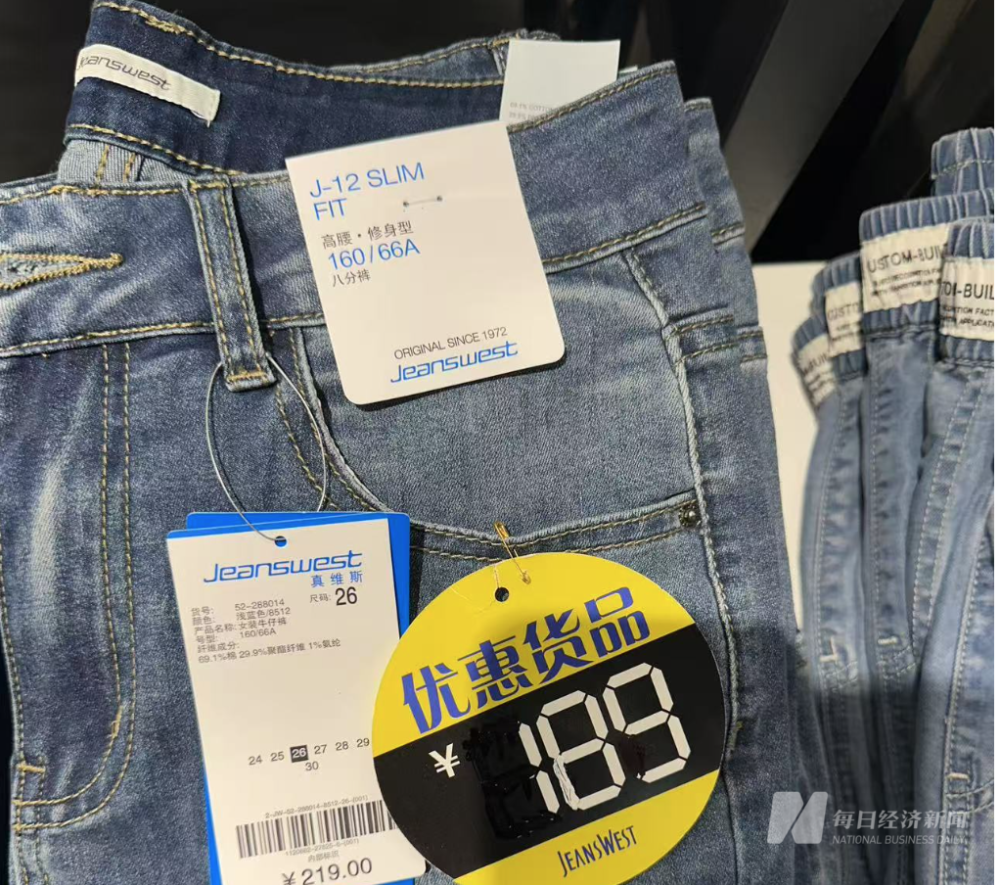 Jeanswest
J-12 SLIM
FIT
高腰·修身型
160/66A
八分裤
ORIGINAL SINCE 1972
Jeanswest
Jeanswest
真维斯
货号: 52-288014
尺码: 26
颜色: 浅蓝色/8512
产品名称: 女装牛仔裤
号型: 160/66A
纤维成分:
69.1%棉 29.9%聚酯纤维 1%氨纶
24 25 26 27 28 29
30
¥219.00
优惠货品
¥189
JEANSWEST
USTOM-BUIL
TOM-BUIL
每日经济新闻
NATIONAL BUSINESS DAILY